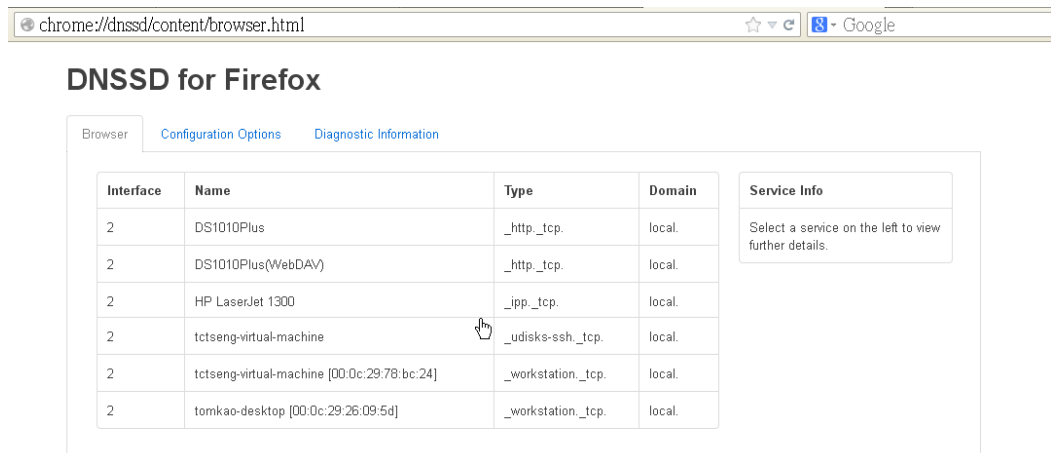 chrome://dnssd/content/browser.html
8 - Google
DNSSD for Firefox
Browser Configuration Options Diagnostic Information
Interface Name Type Domain Service Info
2 DS1010Plus _http._tcp. local. Select a service on the left to view
further details.
2 DS1010Plus(WebDAV) _http._tcp. local.
2 HP LaserJet 1300 _ipp._tcp. local.
2 tctseng-virtual-machine _udisks-ssh._tcp. local.
2 tctseng-virtual-machine [00:0c:29:78:bc:24] _workstation._tcp. local.
2 tomkao-desktop [00:0c:29:26:09:5d] _workstation._tcp. local.